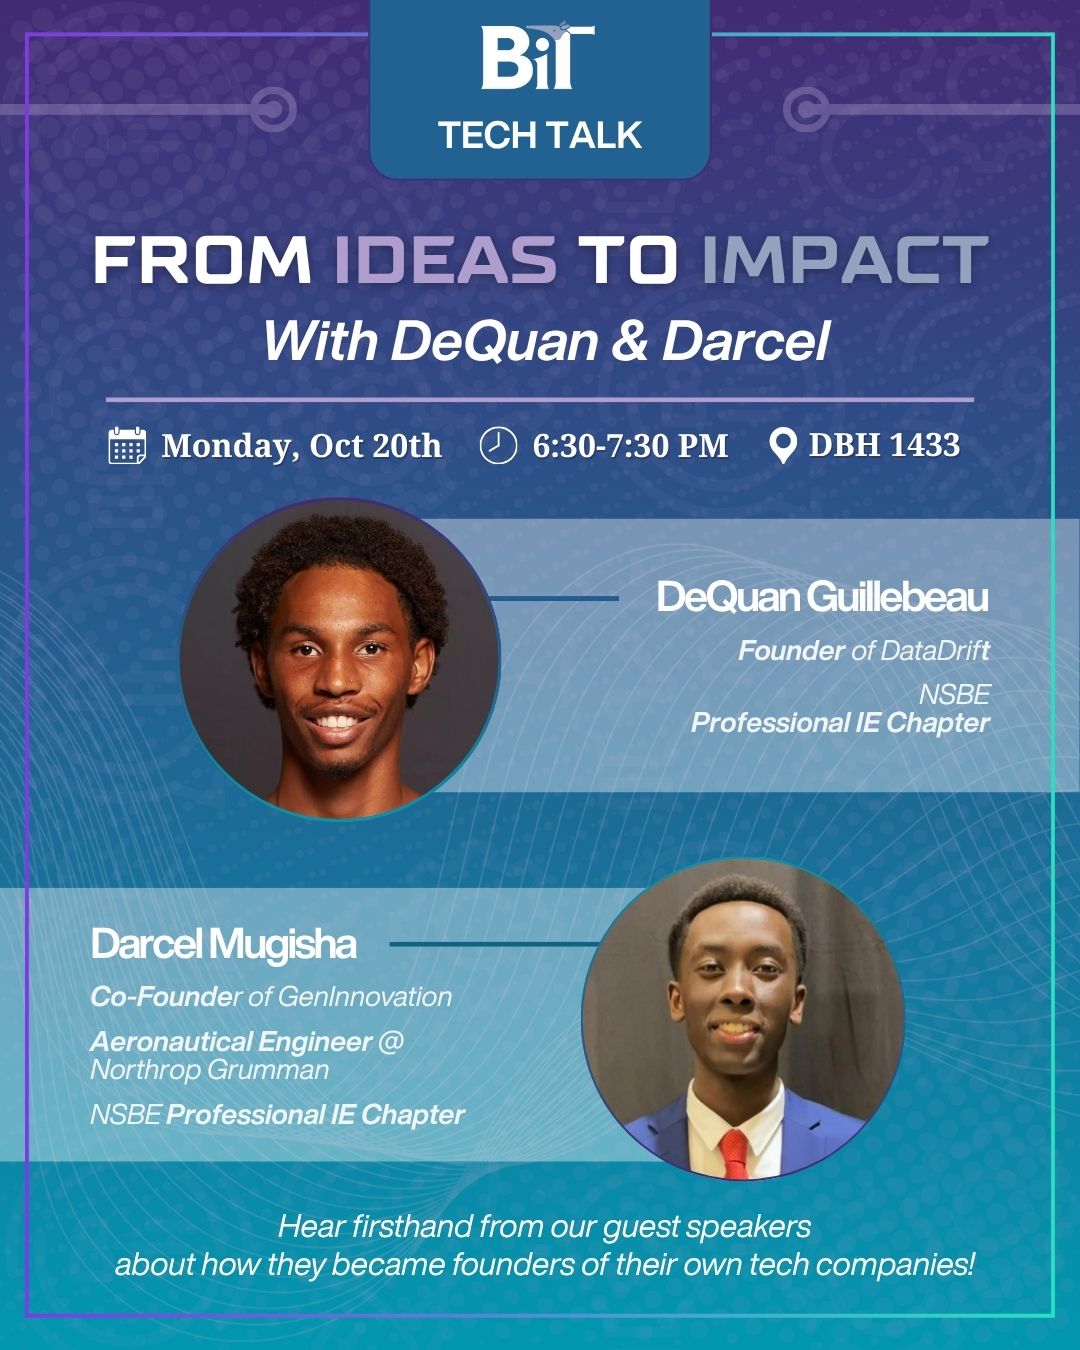 BiT
TECH TALK
FROM IDEAS TO IMPACT
With DeQuan & Darcel
Monday, Oct 20th
6:30-7:30 PM
DBH 1433
DeQuan Guillebeau
Founder of DataDrift
NSBE
Professional IE Chapter
Darcel Mugisha
Co-Founder of GenInnovation
Aeronautical Engineer @
Northrop Grumman
NSBE Professional IE Chapter
Hear firsthand from our guest speakers
about how they became founders of their own tech companies!